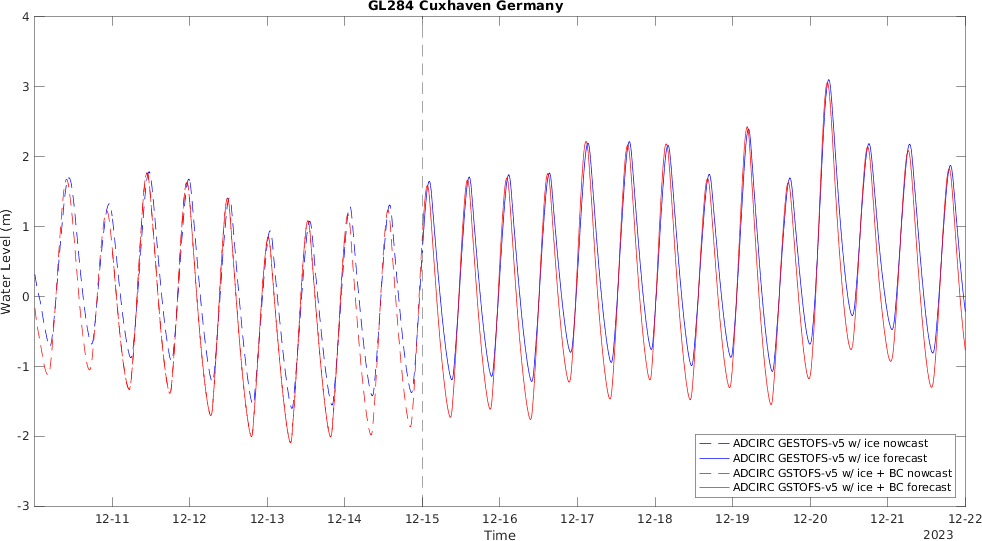 GL284 Cuxhaven Germany
4
3
2
1
0
-1
-2
-3
Water Level (m)
ADCIRC GESTOFS-v5 w/ ice nowcast
ADCIRC GESTOFS-v5 w/ ice forecast
ADCIRC GSTOFS-v5 w/ ice + BC nowcast
ADCIRC GSTOFS-v5 w/ ice + BC forecast
12-11 12-12 12-13 12-14 12-15 12-16 12-17 12-18 12-19 12-20 12-21 12-22
Time
2023